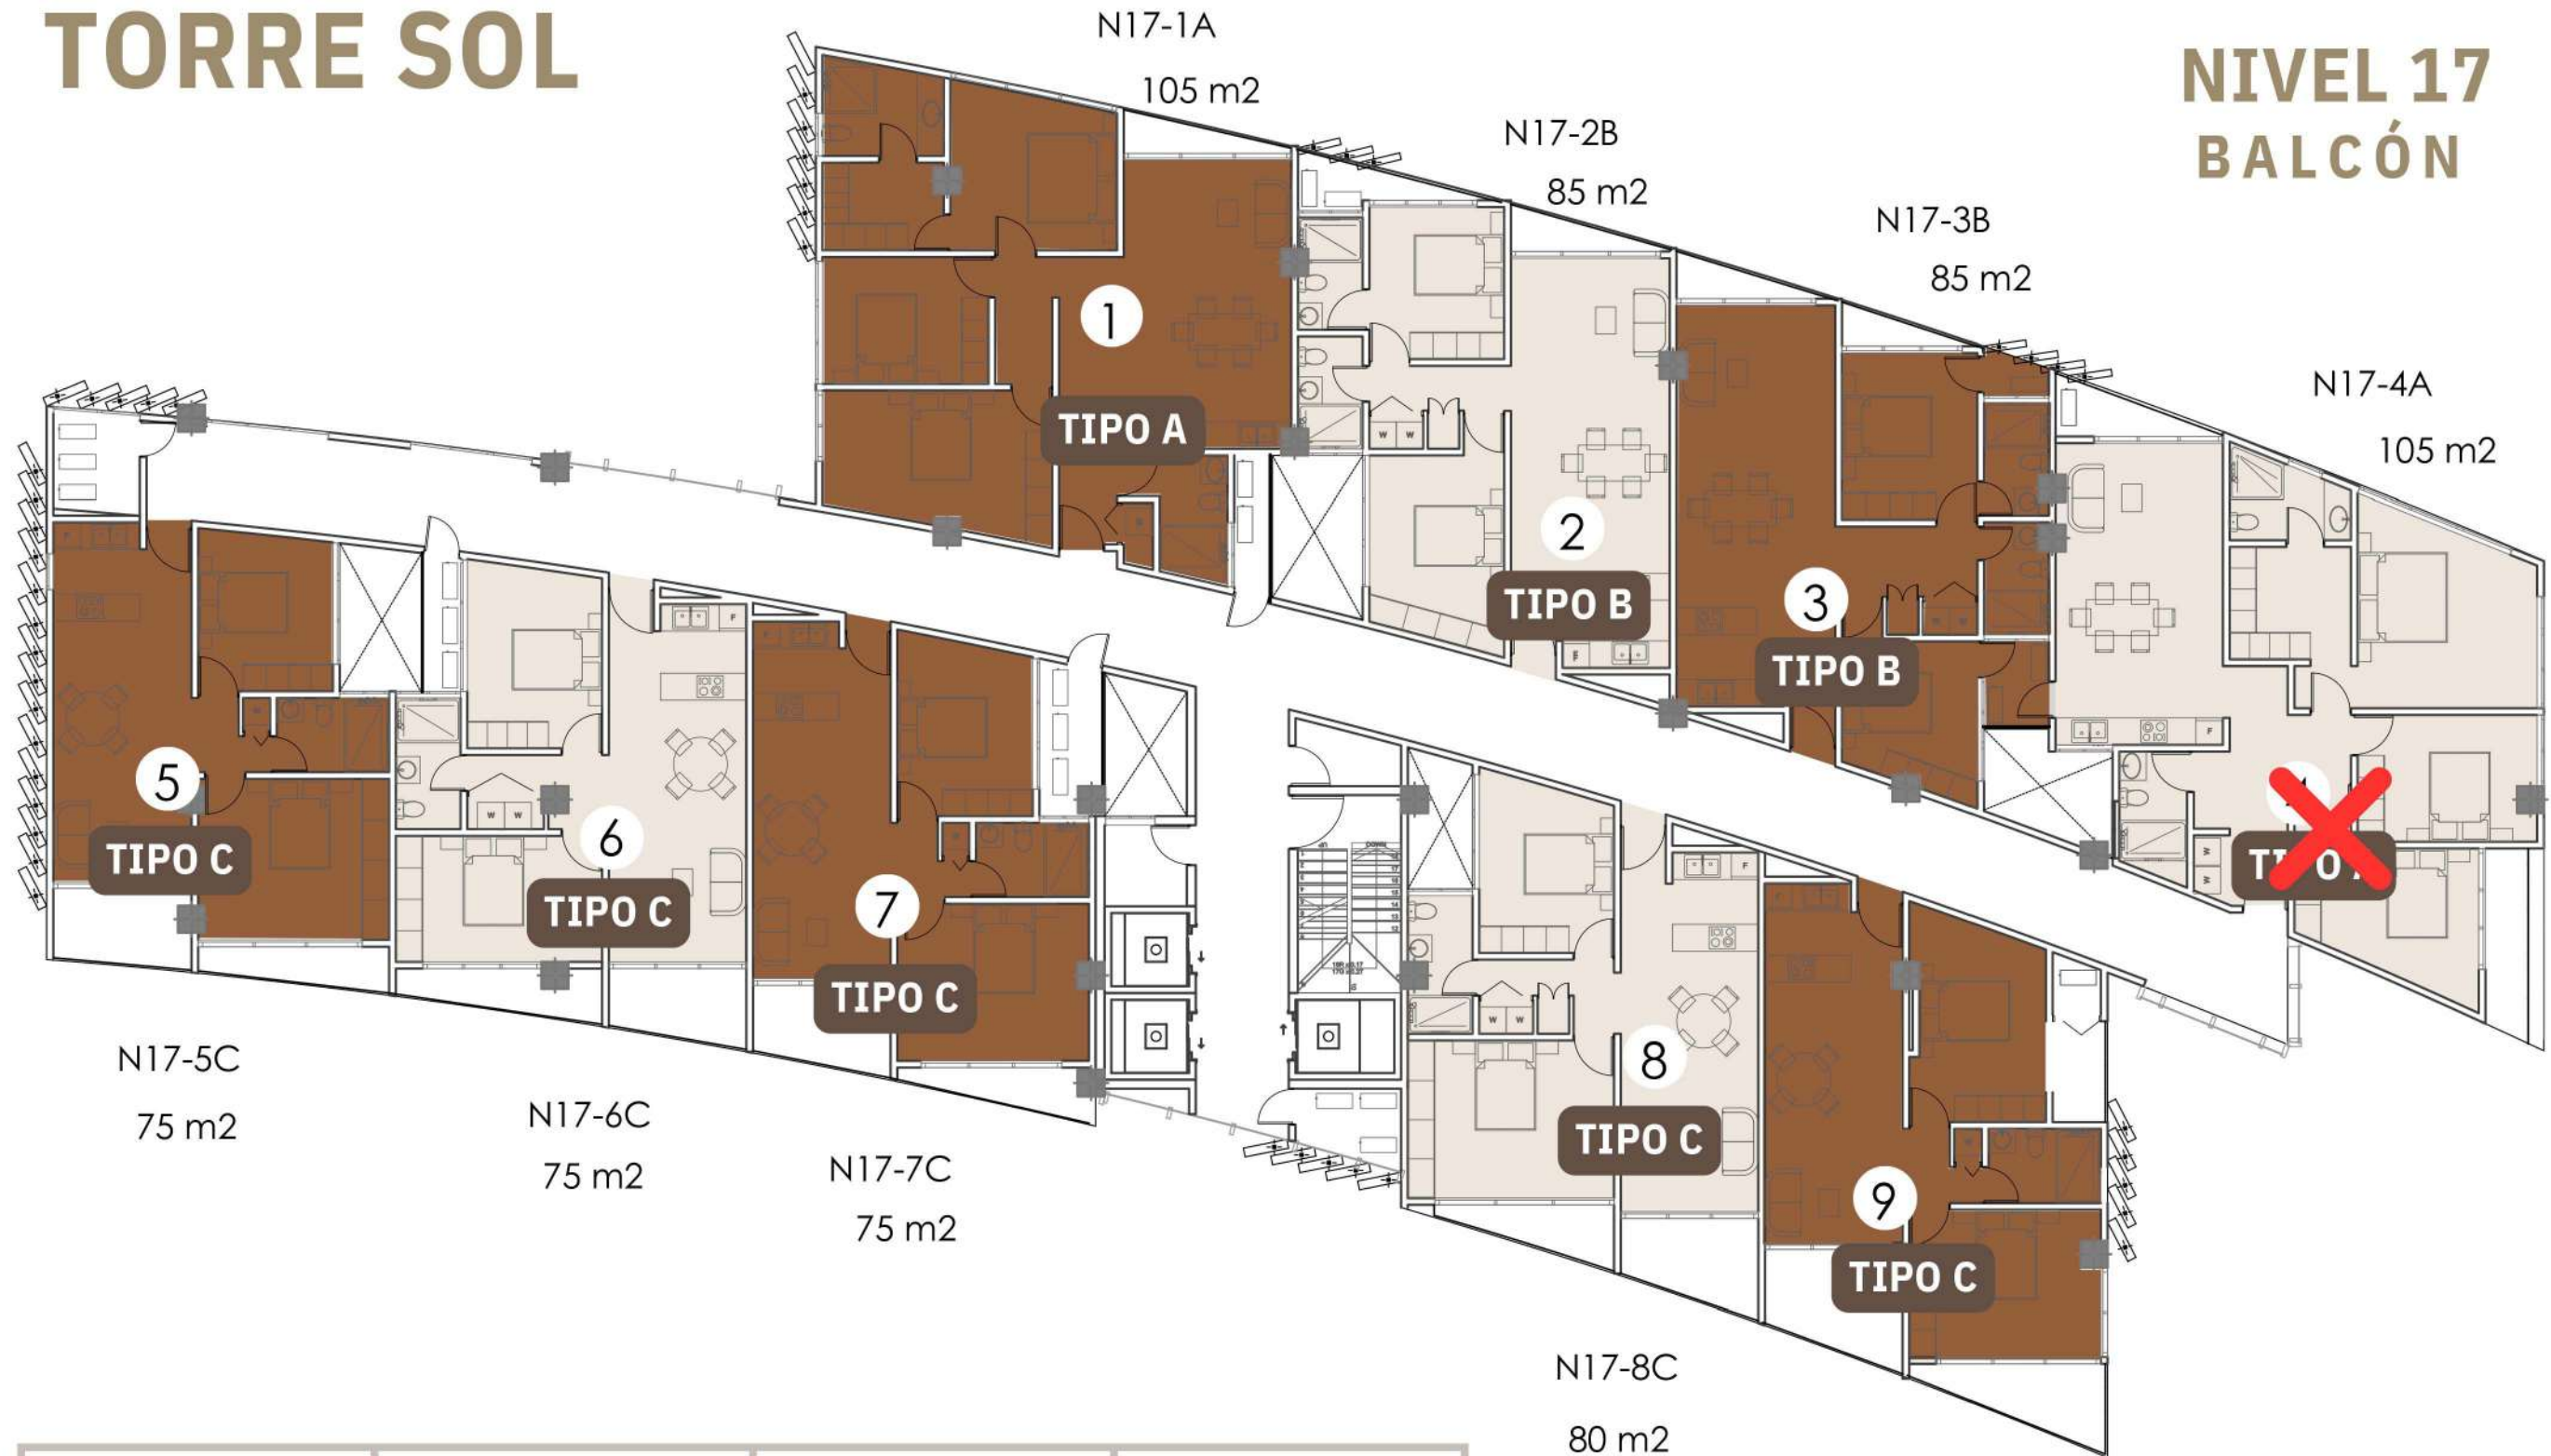 TORRE SOL
NIVEL 17
BALCÓN
N17-1A
105 m2
N17-2B
85 m2
N17-3B
85 m2
N17-4A
105 m2
1
TIPO A
2
TIPO B
3
TIPO B
5
TIPO C
6
TIPO C
7
TIPO C
8
TIPO C
9
TIPO C
N17-5C
75 m2
N17-6C
75 m2
N17-7C
75 m2
N17-8C
80 m2
W W
F
F
W W
F
F
W
W
DOWN
W W
F